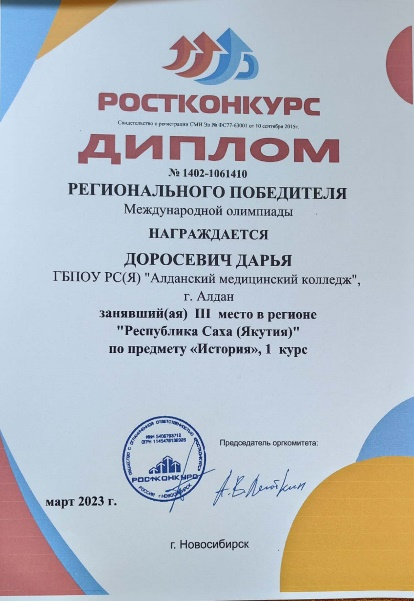 РОСТКОНКУРС
Свидетельство о регистрации СМИ Эл № ФС77-63001 от 10 сентября 2015г.
ДИПЛОМ
№ 1402-1061410
РЕГИОНАЛЬНОГО ПОБЕДИТЕЛЯ
Международной олимпиады
НАГРАЖДАЕТСЯ
ДОРОСЕВИЧ ДАРЬЯ
ГБПОУ РС(Я) "Алданский медицинский колледж",
г. Алдан
занявший(ая) III место в регионе
"Республика Саха (Якутия)"
по предмету «История», 1 курс
РОСТКОНКУРС
Председатель оргкомитета:
март 2023 г.
г. Новосибирск